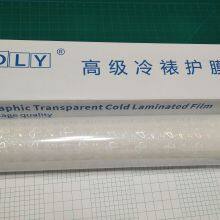 OLY®
高级冷裱护膜
aphic Transparent Cold Laminated Film
age quality